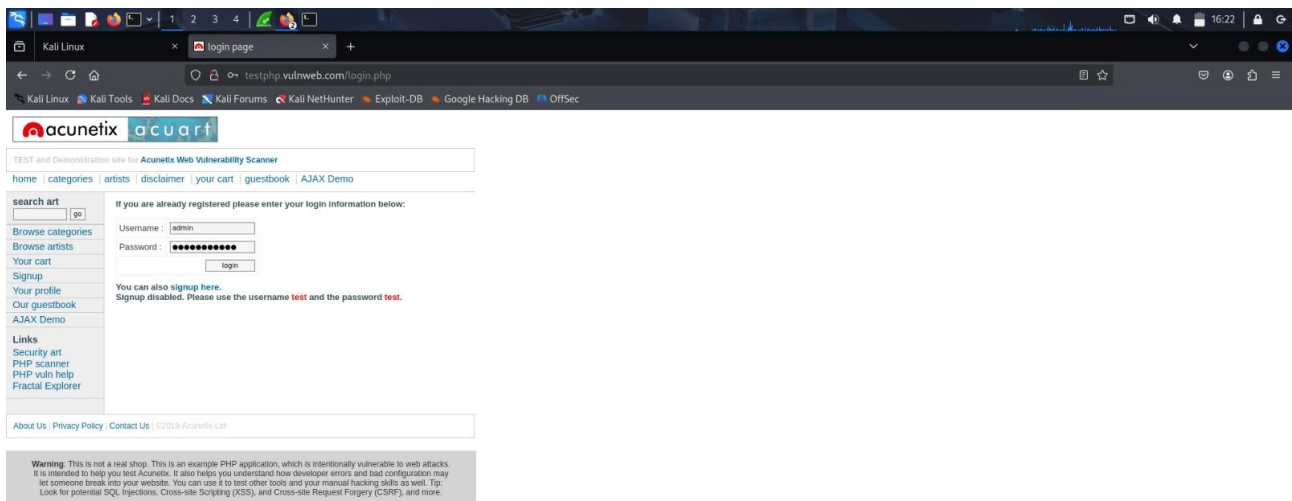 1 2 3 4
16:22
Kali Linux
login page
testphp.vulnweb.com/login.php
Kali Linux Kali Tools Kali Docs Kali Forums Kali NetHunter Exploit-DB Google Hacking DB OffSec
acunetix acuart
TEST and Demonstration site for Acunetix Web Vulnerability Scanner
home | categories | artists | disclaimer | your cart | guestbook | AJAX Demo
search art
go
Browse categories
Browse artists
Your cart
Signup
Your profile
Our guestbook
AJAX Demo
Links
Security art
PHP scanner
PHP vuln help
Fractal Explorer
If you are already registered please enter your login information below:
Username : admin
Password : ●●●●●●●●●●●
login
You can also signup here.
Signup disabled. Please use the username test and the password test.
About Us | Privacy Policy | Contact Us | ©2019 Acunetix Ltd
Warning: This is not a real shop. This is an example PHP application, which is intentionally vulnerable to web attacks.
It is intended to help you test Acunetix. It also helps you understand how developer errors and bad configuration may
let someone break into your website. You can use it to test other tools and your manual hacking skills as well. Tip:
Look for potential SQL Injections, Cross-site Scripting (XSS), and Cross-site Request Forgery (CSRF), and more.